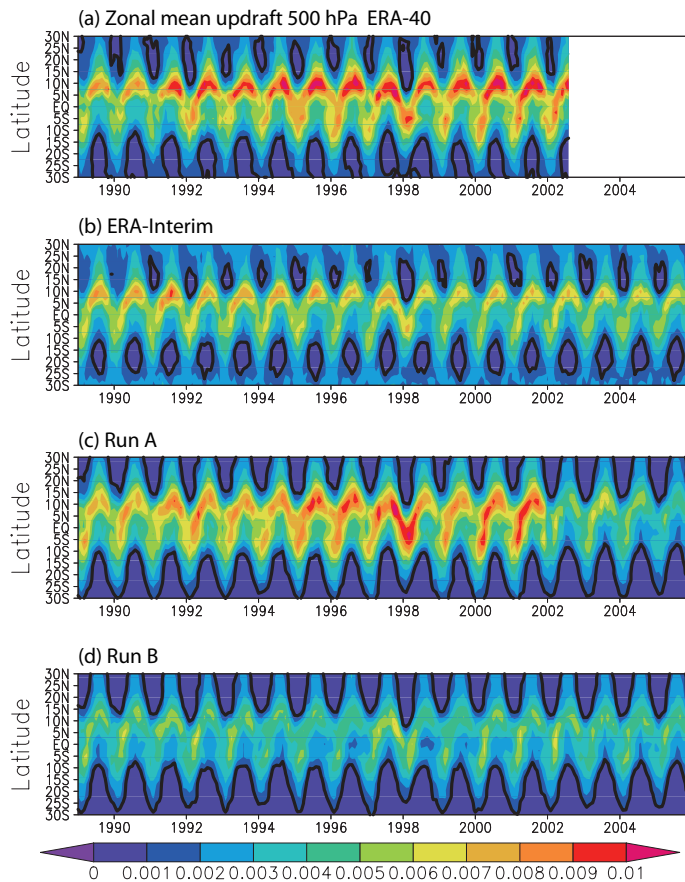 (a) Zonal mean updraft 500 hPa ERA-40
Latitude
30N
25N
20N
15N
10N
5N
EQ
5S
10S
15S
20S
25S
30S
1990 1992 1994 1996 1998 2000 2002 2004
(b) ERA-Interim
Latitude
30N
25N
20N
15N
10N
5N
EQ
5S
10S
15S
20S
25S
30S
1990 1992 1994 1996 1998 2000 2002 2004
(c) Run A
Latitude
30N
25N
20N
15N
10N
5N
EQ
5S
10S
15S
20S
25S
30S
1990 1992 1994 1996 1998 2000 2002 2004
(d) Run B
Latitude
30N
25N
20N
15N
10N
5N
EQ
5S
10S
15S
20S
25S
30S
1990 1992 1994 1996 1998 2000 2002 2004
0 0.001 0.002 0.003 0.004 0.005 0.006 0.007 0.008 0.009 0.01